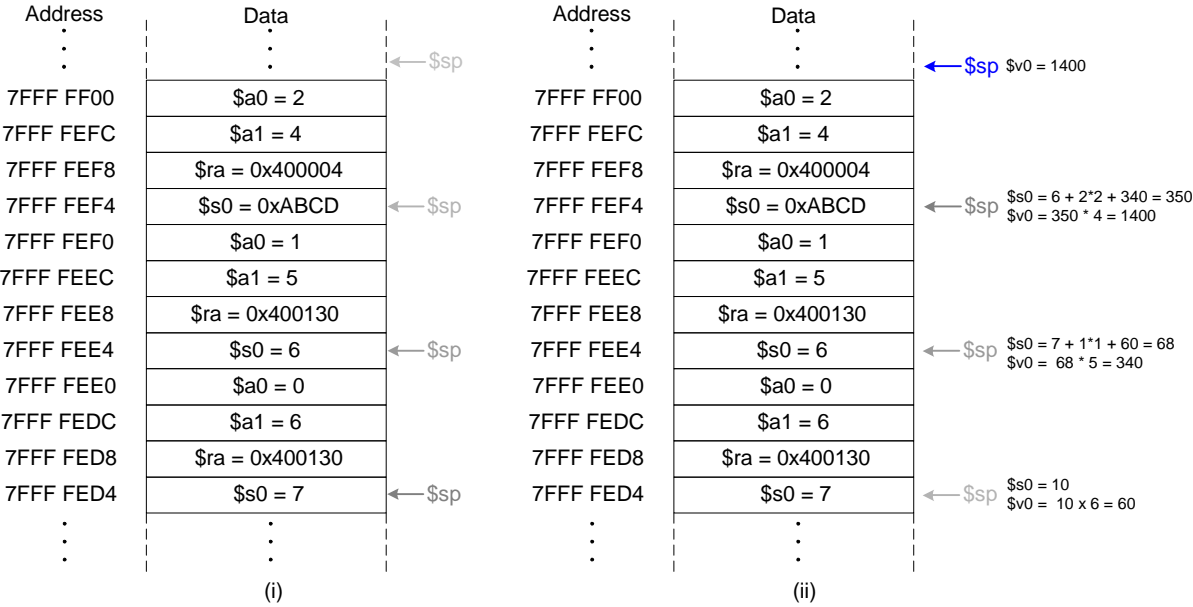 Address Data Address Data
$sp $sp $v0 = 1400
7FFF FF00 $a0 = 2 7FFF FF00 $a0 = 2
7FFF FEFC $a1 = 4 7FFF FEFC $a1 = 4
7FFF FEF8 $ra = 0x400004 7FFF FEF8 $ra = 0x400004
7FFF FEF4 $s0 = 0xABCD $sp 7FFF FEF4 $s0 = 0xABCD $sp $s0 = 6 + 2*2 + 340 = 350
$v0 = 350 * 4 = 1400
7FFF FEF0 $a0 = 1 7FFF FEF0 $a0 = 1
7FFF FEEC $a1 = 5 7FFF FEEC $a1 = 5
7FFF FEE8 $ra = 0x400130 7FFF FEE8 $ra = 0x400130
7FFF FEE4 $s0 = 6 $sp 7FFF FEE4 $s0 = 6 $sp $s0 = 7 + 1*1 + 60 = 68
$v0 = 68 * 5 = 340
7FFF FEE0 $a0 = 0 7FFF FEE0 $a0 = 0
7FFF FEDC $a1 = 6 7FFF FEDC $a1 = 6
7FFF FED8 $ra = 0x400130 7FFF FED8 $ra = 0x400130
7FFF FED4 $s0 = 7 $sp 7FFF FED4 $s0 = 7 $sp $s0 = 10
$v0 = 10 x 6 = 60
(i) (ii)